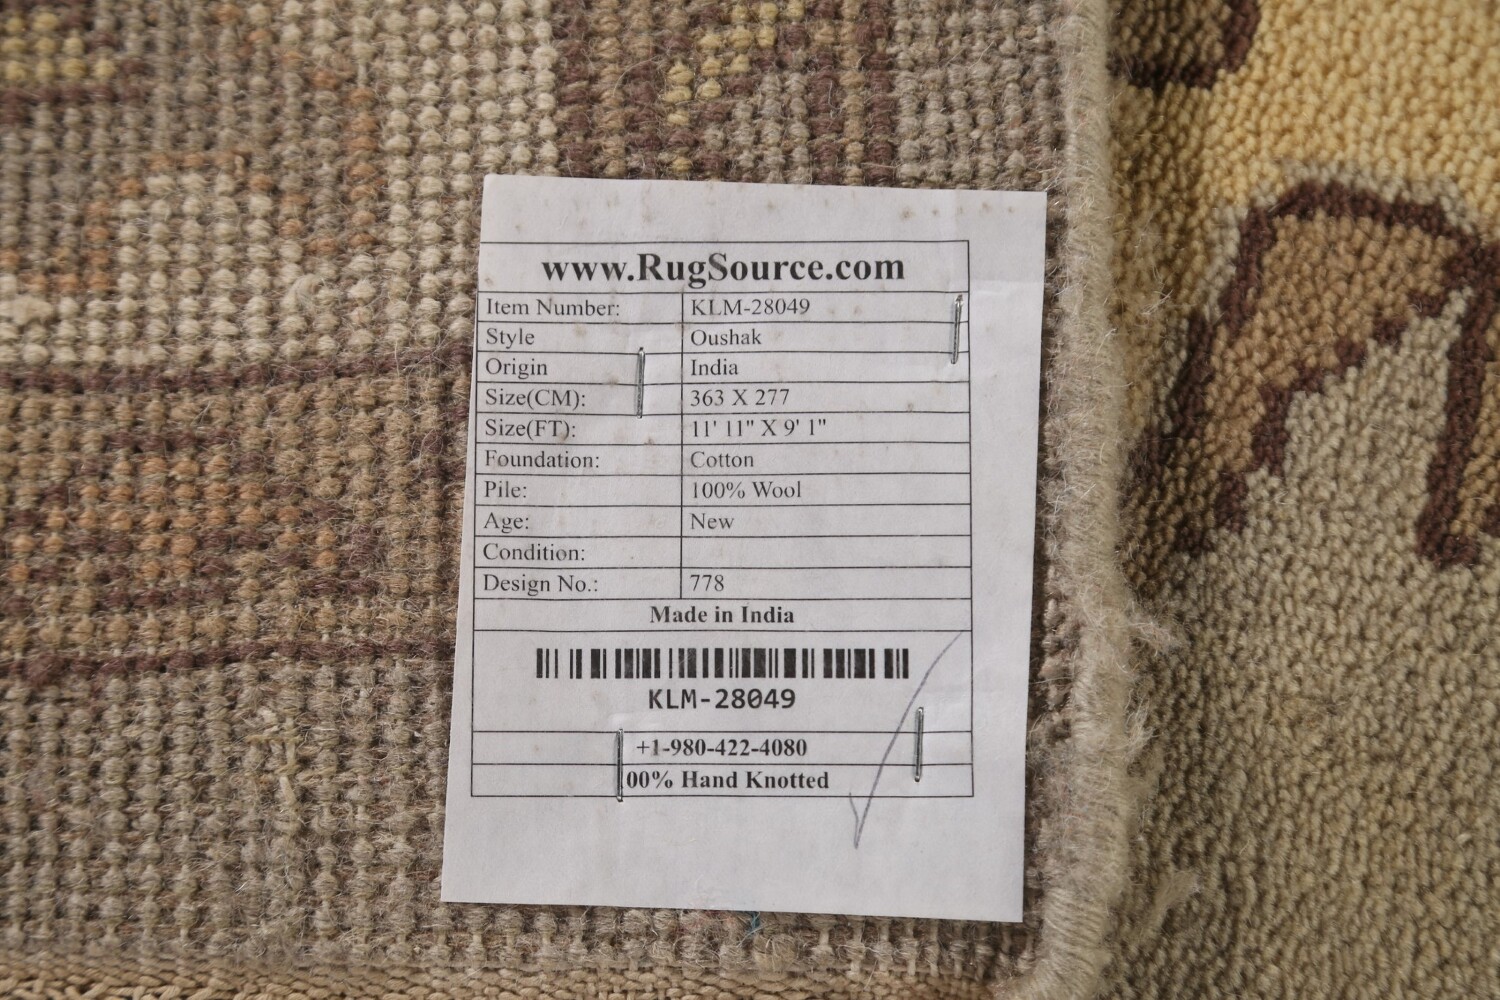 www.RugSource.com
Item Number: KLM-28049
Style Oushak
Origin India
Size(CM): 363 X 277
Size(FT): 11' 11" X 9' 1"
Foundation: Cotton
Pile: 100% Wool
Age: New
Condition:
Design No.: 778
Made in India
KLM-28049
+1-980-422-4080
00% Hand Knotted